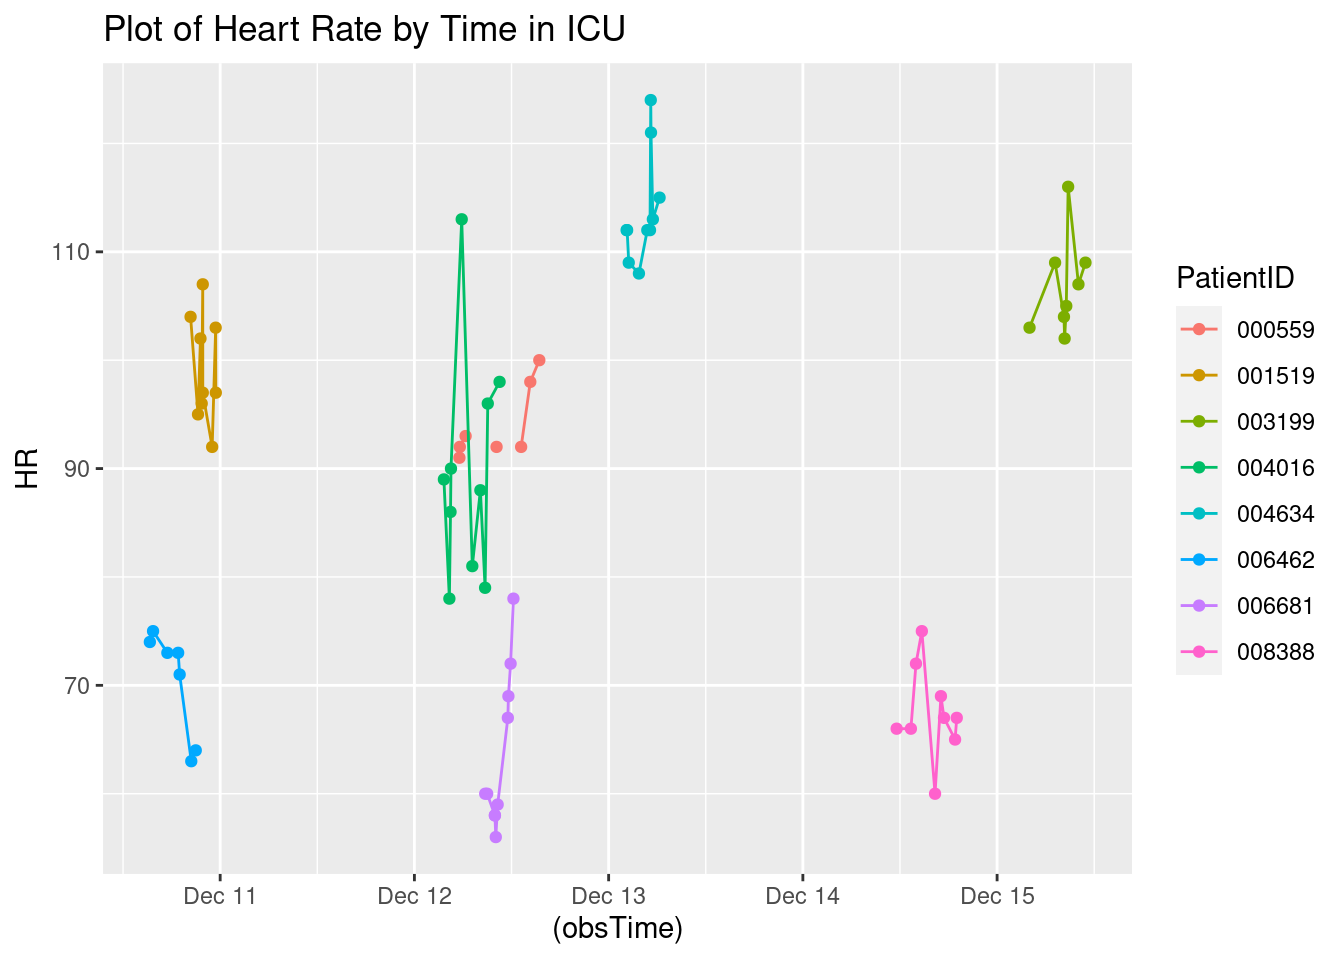 Plot of Heart Rate by Time in ICU
HR
110
90
70
Dec 11
Dec 12
Dec 13
Dec 14
Dec 15
(obsTime)
PatientID
000559
001519
003199
004016
004634
006462
006681
008388